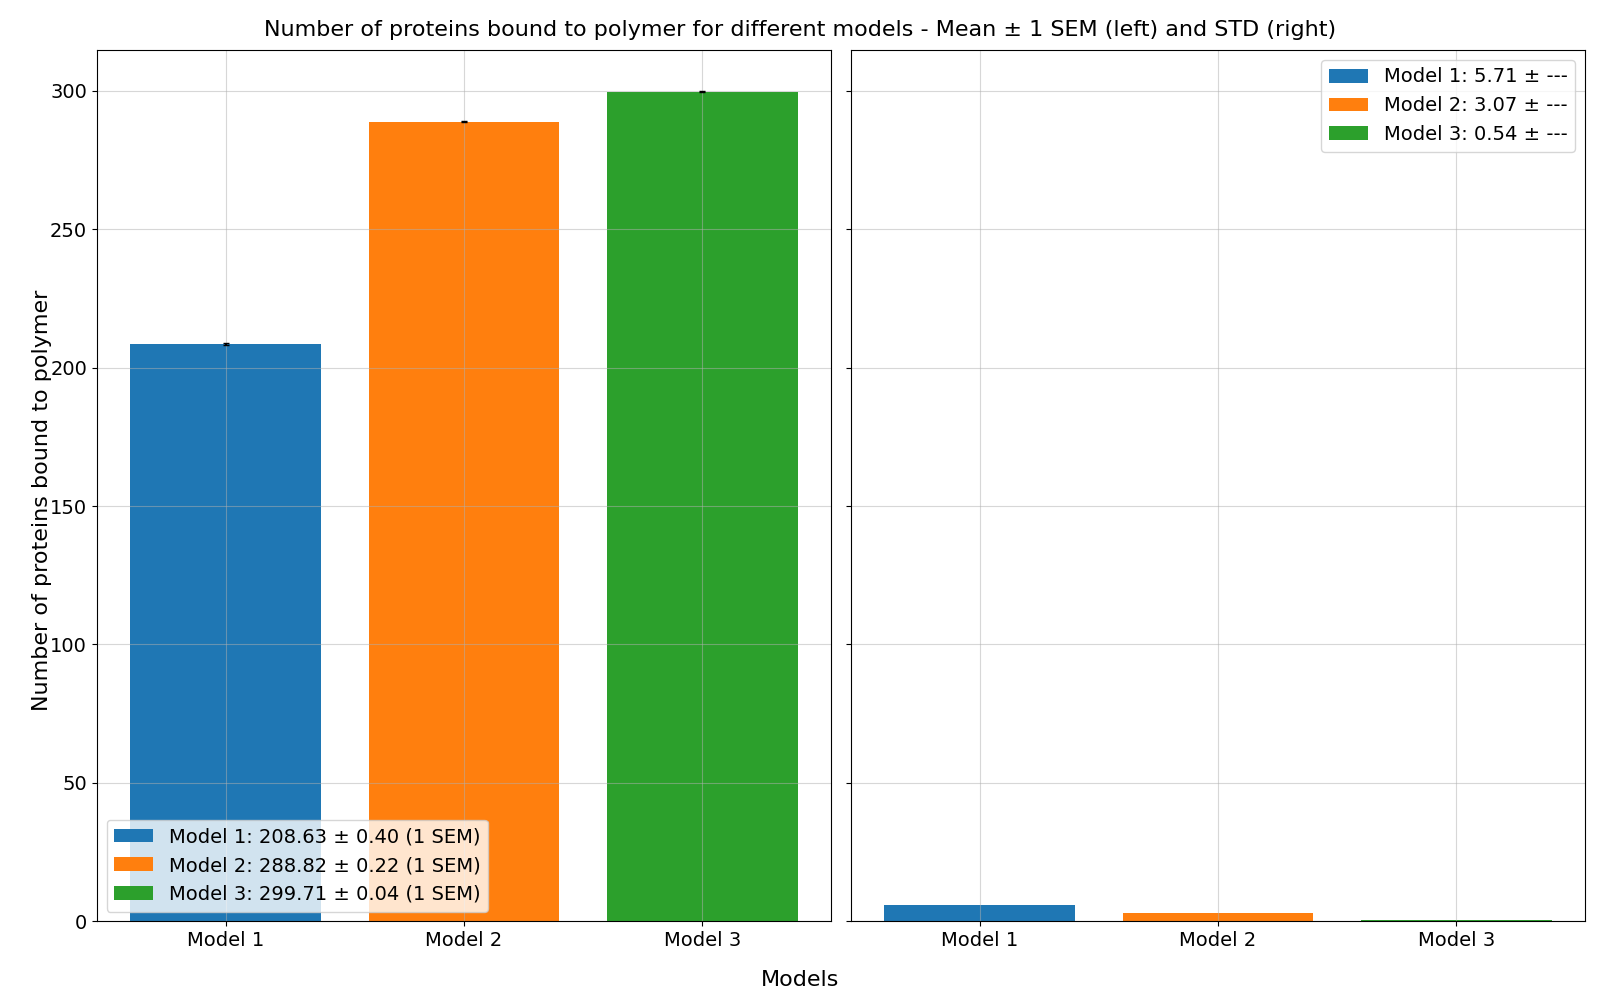 Number of proteins bound to polymer for different models - Mean ± 1 SEM (left) and STD (right)
Number of proteins bound to polymer
300
250
200
150
100
50
0
Model 1: 208.63 ± 0.40 (1 SEM)
Model 2: 288.82 ± 0.22 (1 SEM)
Model 3: 299.71 ± 0.04 (1 SEM)
Model 1 Model 2 Model 3
Model 1: 5.71 ± ---
Model 2: 3.07 ± ---
Model 3: 0.54 ± ---
Model 1 Model 2 Model 3
Models